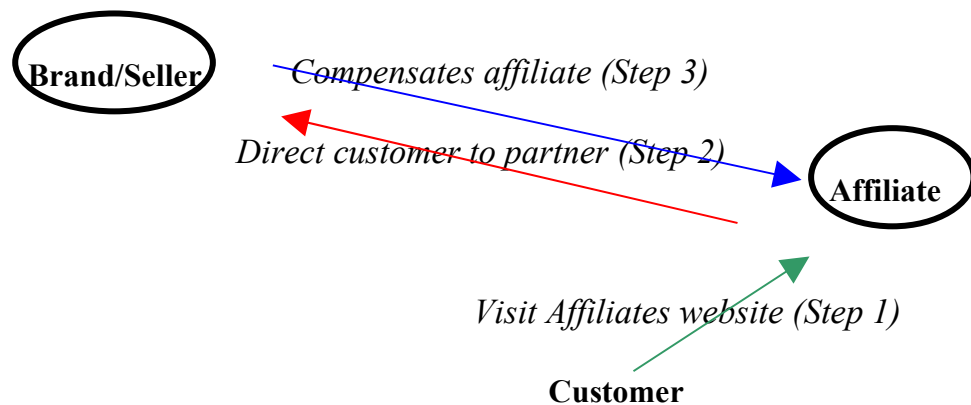 Brand/Seller
Compensates affiliate (Step 3)
Direct customer to partner (Step 2)
Affiliate
Visit Affiliates website (Step 1)
Customer